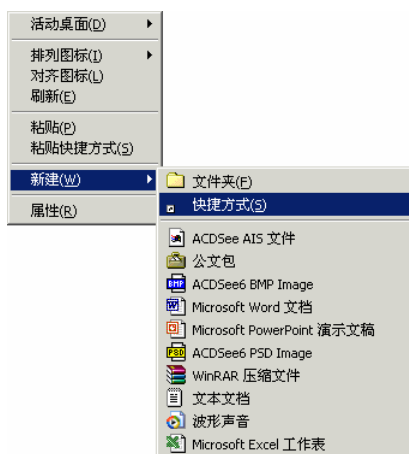 活动桌面(D)
排列图标(I)
对齐图标(L)
刷新(E)
粘贴(P)
粘贴快捷方式(S)
新建(W)
属性(R)
文件夹(F)
快捷方式(S)
ACDSee AIS 文件
公文包
BMP ACDSee6 BMP Image
Microsoft Word 文档
Microsoft PowerPoint 演示文稿
PSD ACDSee6 PSD Image
WinRAR 压缩文件
文本文档
波形声音
Microsoft Excel 工作表